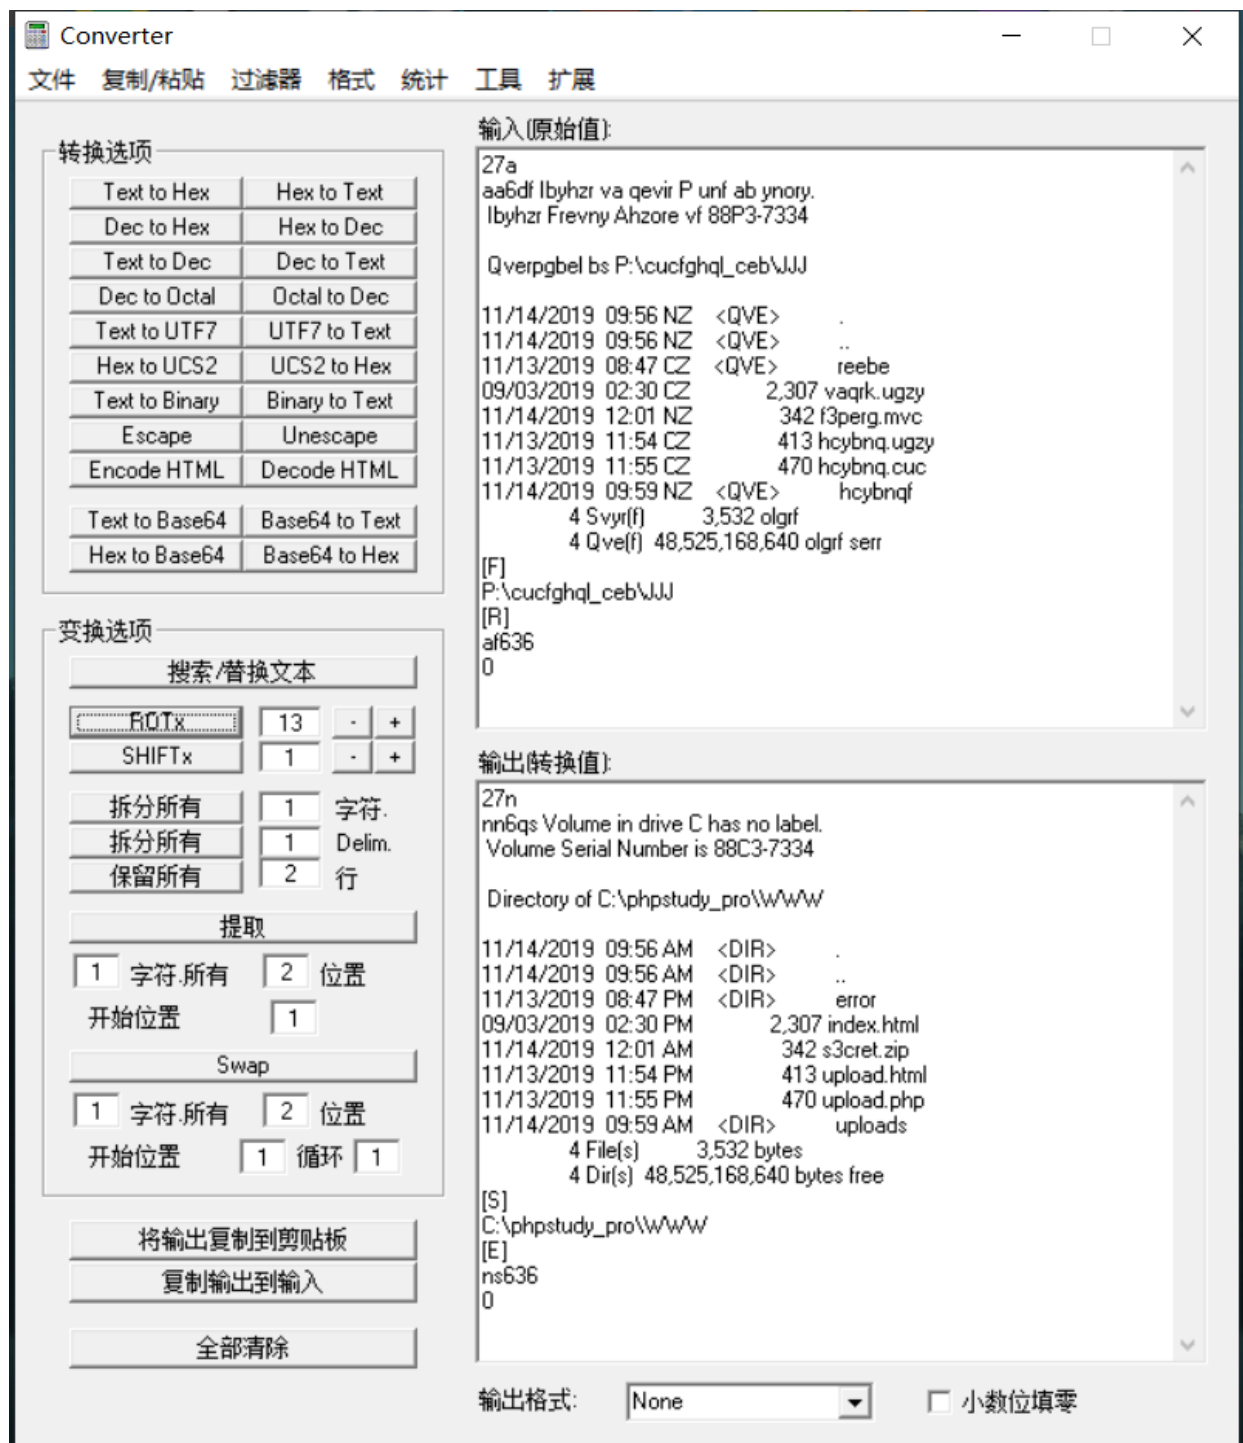 Converter
文件 复制/粘贴 过滤器 格式 统计 工具 扩展
转换选项
Text to Hex Hex to Text
Dec to Hex Hex to Dec
Text to Dec Dec to Text
Dec to Octal Octal to Dec
Text to UTF7 UTF7 to Text
Hex to UCS2 UCS2 to Hex
Text to Binary Binary to Text
Escape Unescape
Encode HTML Decode HTML
Text to Base64 Base64 to Text
Hex to Base64 Base64 to Hex
变换选项
搜索/替换文本
ROTx 13 - +
SHIFTx 1 - +
拆分所有 1 字符.
拆分所有 1 Delim.
保留所有 2 行
提取
1 字符.所有 2 位置
开始位置 1
Swap
1 字符.所有 2 位置
开始位置 1 循环 1
将输出复制到剪贴板
复制输出到输入
全部清除
输入(原始值):
27a
aa6df Ibyhzr va qevir P unf ab ynory.
Ibyhzr Frevny Ahzore vf 88P3-7334
Qverpgbel bs P:\cucfghql_ceb\JJJ
11/14/2019 09:56 NZ <QVE> .
11/14/2019 09:56 NZ <QVE> ..
11/13/2019 08:47 CZ <QVE> reebe
09/03/2019 02:30 CZ 2,307 vaqrk.ugzy
11/14/2019 12:01 NZ 342 f3perg.mvc
11/13/2019 11:54 CZ 413 hcybnq.ugzy
11/13/2019 11:55 CZ 470 hcybnq.cuc
11/14/2019 09:59 NZ <QVE> hcybnqf
4 Svyr(f) 3,532 olgrf
4 Qve(f) 48,525,168,640 olgrf serr
[F]
P:\cucfghql_ceb\JJJ
[R]
af636
0
输出(转换值):
27n
nn6qs Volume in drive C has no label.
Volume Serial Number is 88C3-7334
Directory of C:\phpstudy_pro\WWW
11/14/2019 09:56 AM <DIR> .
11/14/2019 09:56 AM <DIR> ..
11/13/2019 08:47 PM <DIR> error
09/03/2019 02:30 PM 2,307 index.html
11/14/2019 12:01 AM 342 s3cret.zip
11/13/2019 11:54 PM 413 upload.html
11/13/2019 11:55 PM 470 upload.php
11/14/2019 09:59 AM <DIR> uploads
4 File(s) 3,532 bytes
4 Dir(s) 48,525,168,640 bytes free
[S]
C:\phpstudy_pro\WWW
[E]
ns636
0
输出格式: None 小数位填零